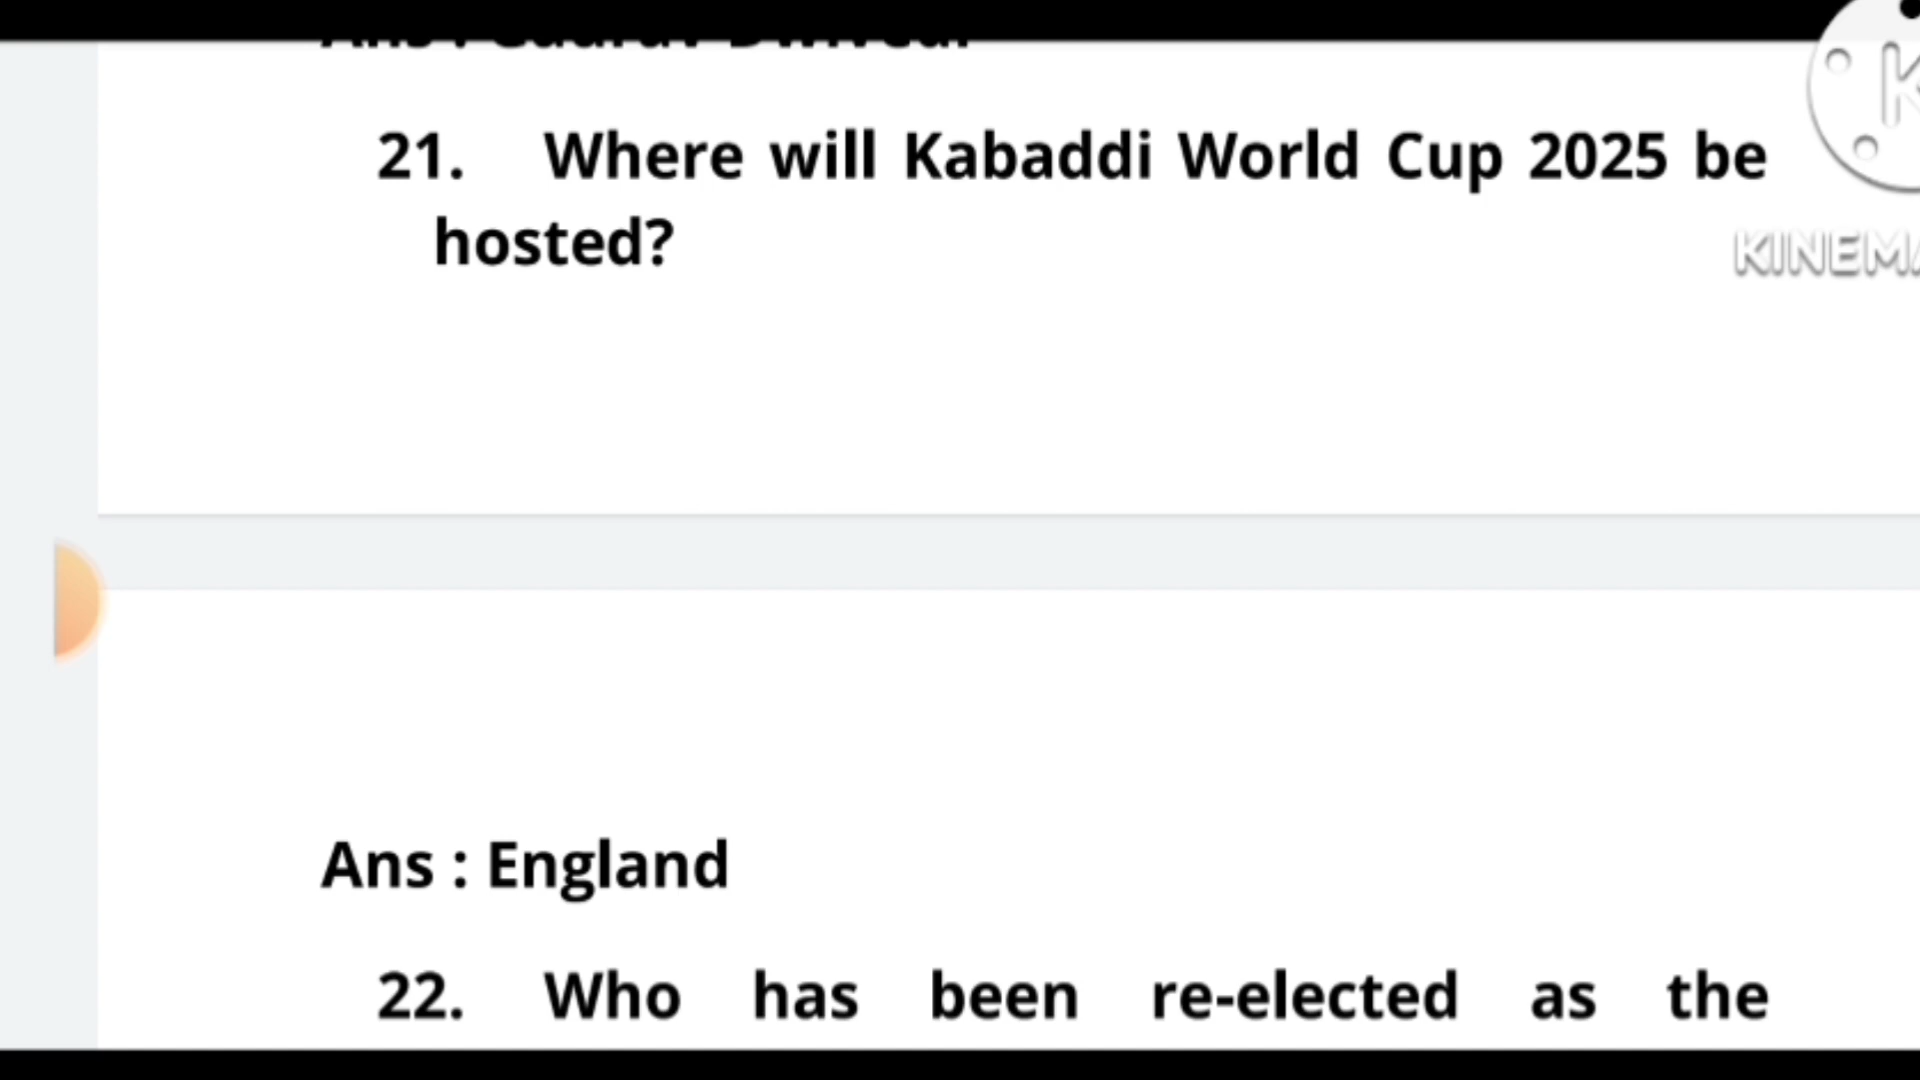 21. Where will Kabaddi World Cup 2025 be
hosted?
Ans : England
22. Who has been re-elected as the